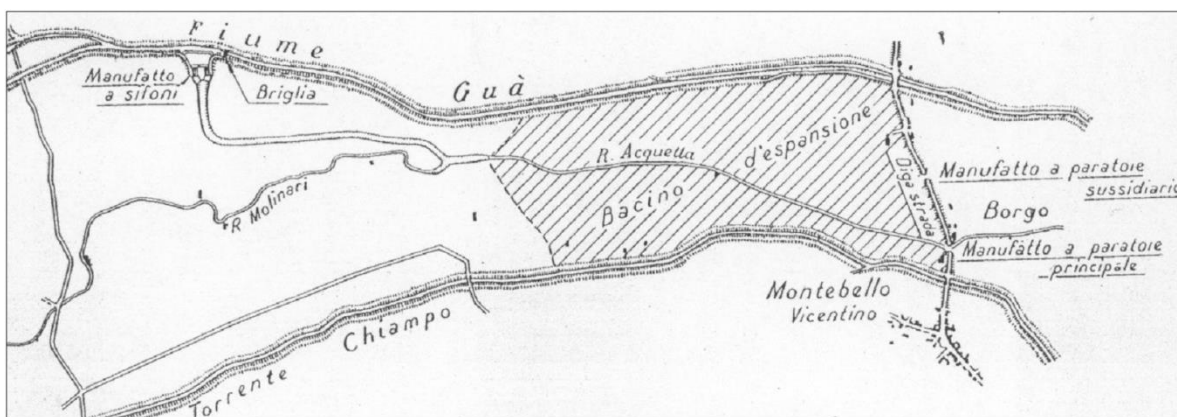 Fiume
Guà
Manufatto
a sifoni
Briglia
R. Acquetta
d'espansione
Bacino
Diga strada
R. Molinari
Manufatto a paratoie
sussidiario
Borgo
Manufatto a paratoie
principale
Montebello
Vicentino
Torrente
Chiampo